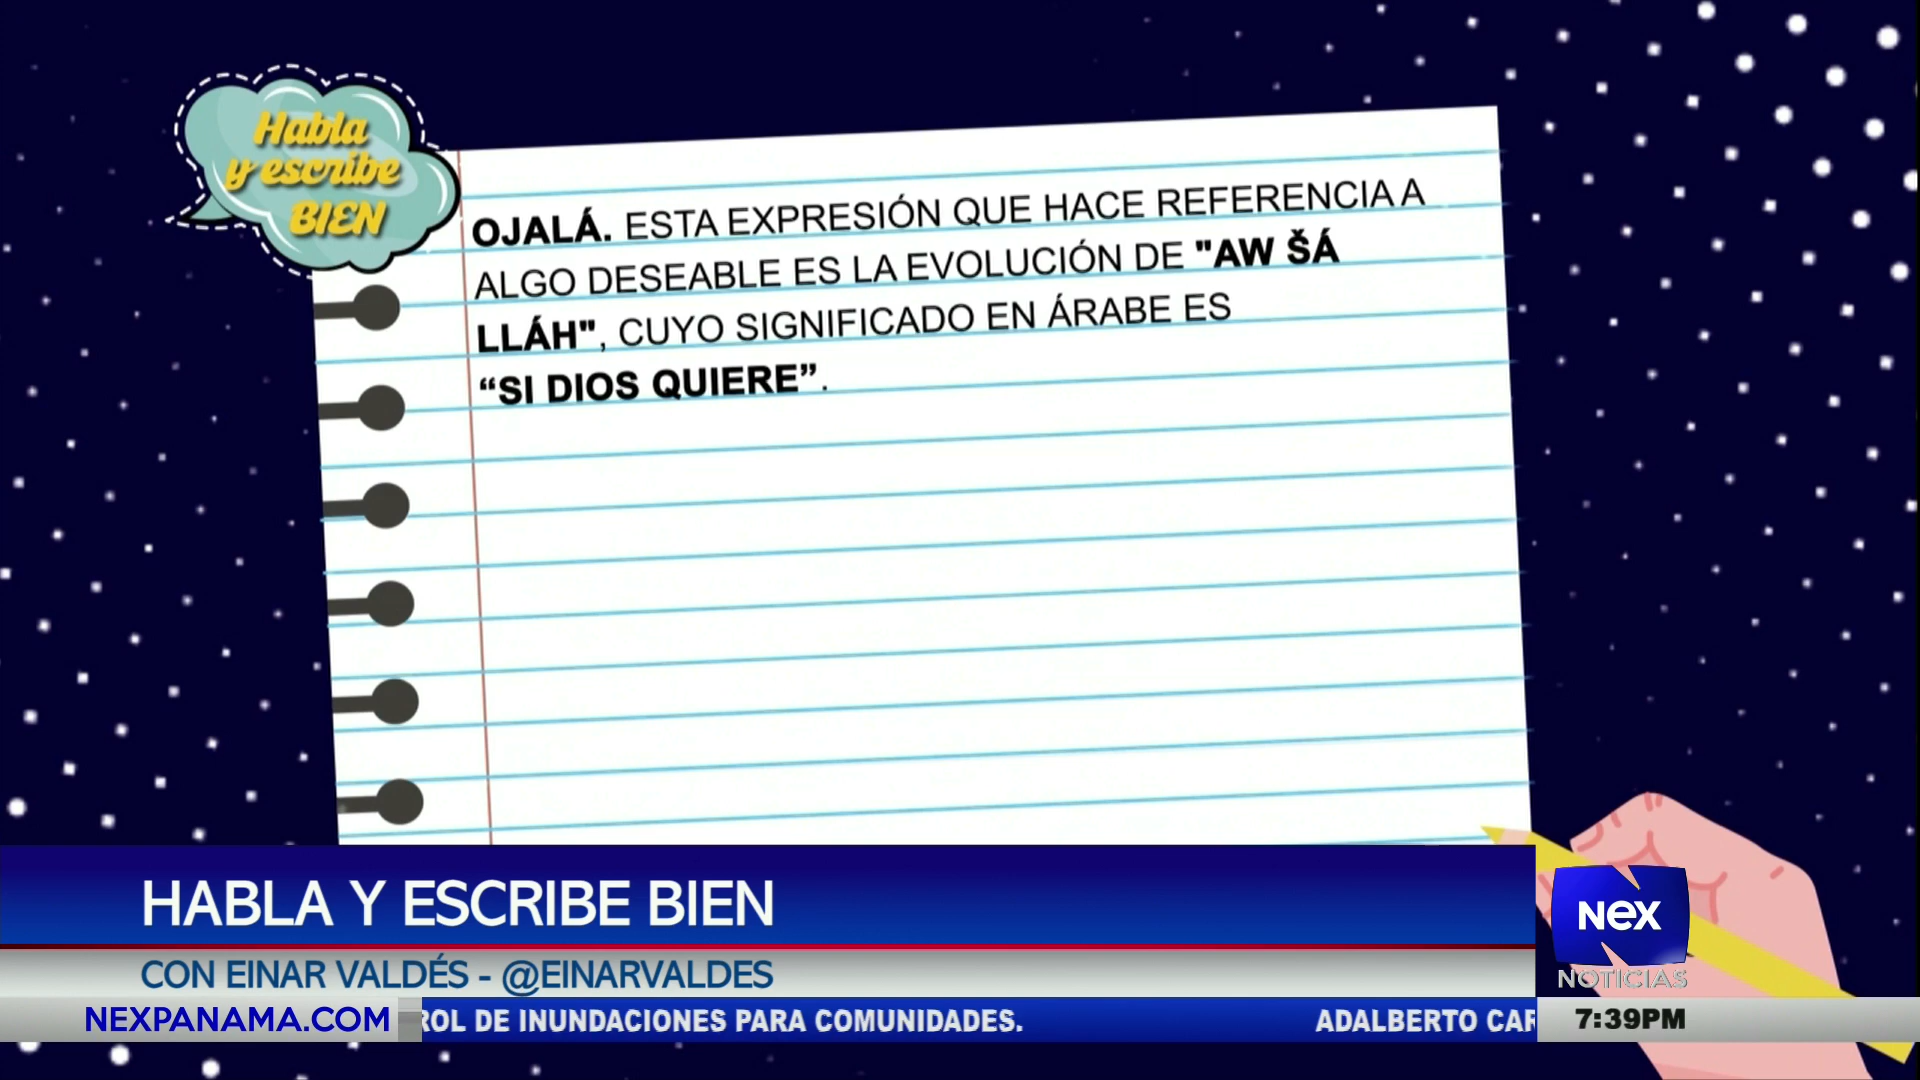 Habla
y escribe
BIEN
OJALÁ. ESTA EXPRESIÓN QUE HACE REFERENCIA A
ALGO DESEABLE ES LA EVOLUCIÓN DE "AW ŠÁ
LLÁH", CUYO SIGNIFICADO EN ÁRABE ES
“SI DIOS QUIERE”.
HABLA Y ESCRIBE BIEN
CON EINAR VALDÉS - @EINARVALDES
NEX
NOTICIAS
NEXPANAMA.COM
ROL DE INUNDACIONES PARA COMUNIDADES. ADALBERTO CAR
7:39PM